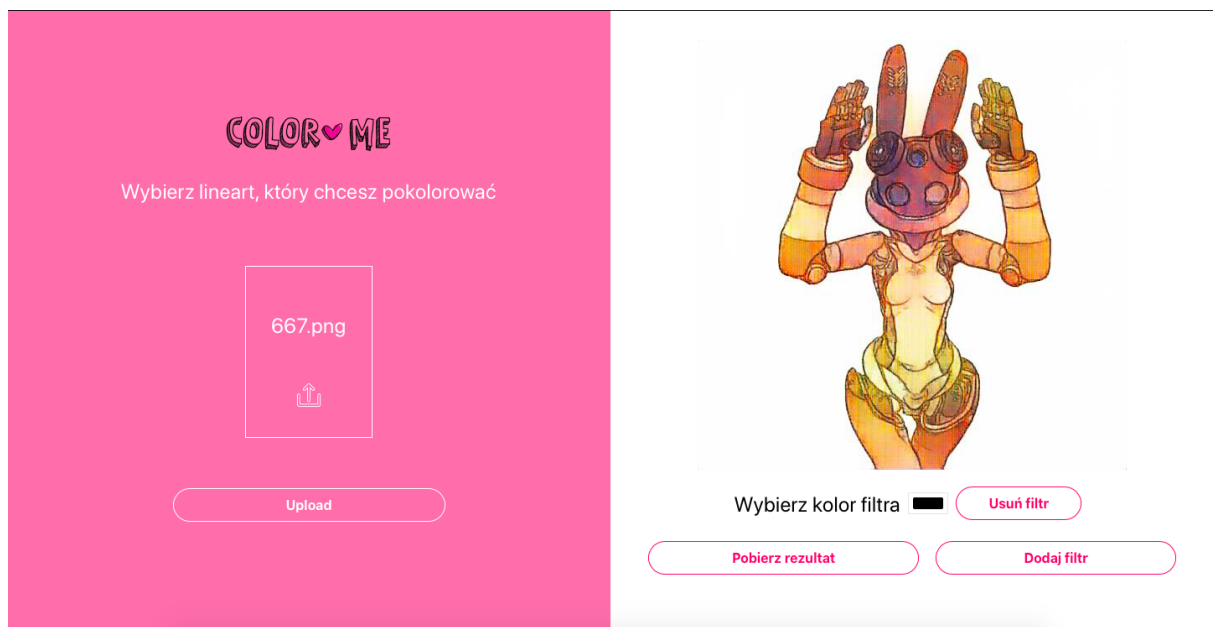 COLOR ME
Wybierz lineart, który chcesz pokolorować
667.png
Upload
Wybierz kolor filtra
Usuń filtr
Pobierz rezultat
Dodaj filtr